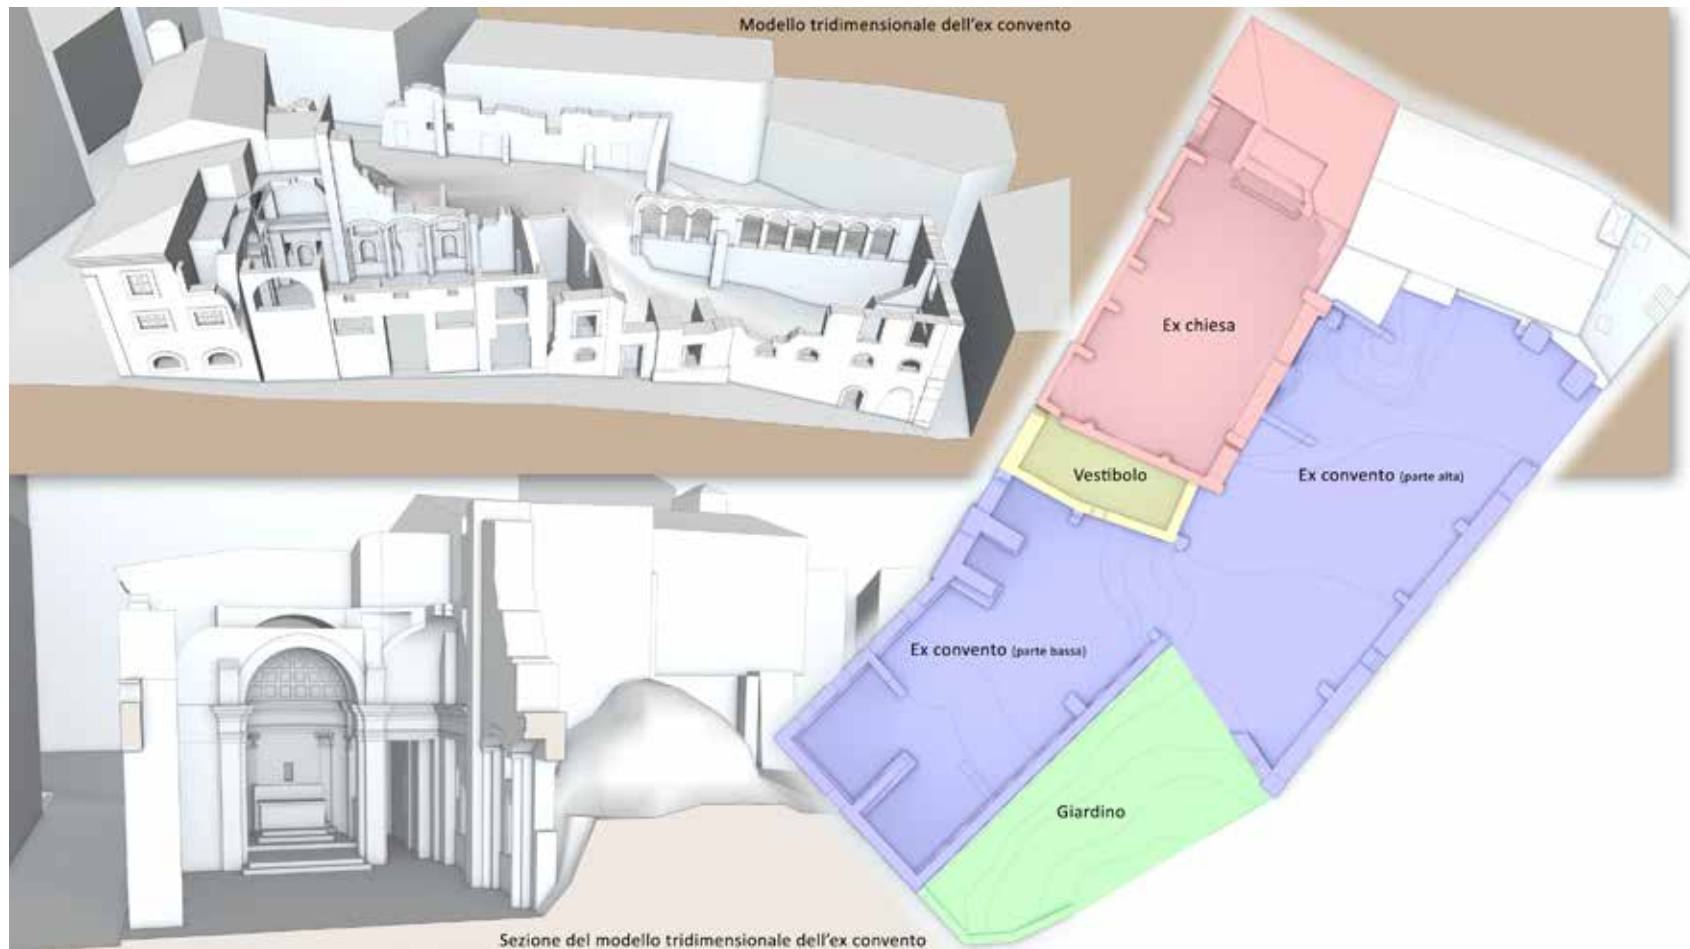 Modello tridimensionale dell'ex convento
Ex chiesa
Vestibolo
Ex convento (parte alta)
Ex convento (parte bassa)
Giardino
Sezione del modello tridimensionale dell'ex convento